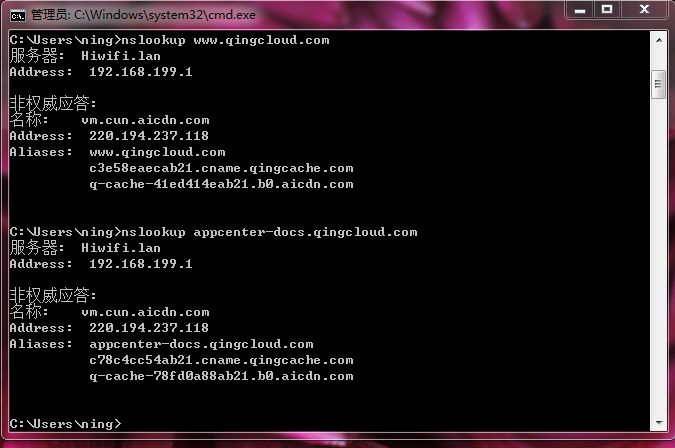 管理员: C:\Windows\system32\cmd.exe
C:\Users\ning>nslookup www.qingcloud.com
服务器:  Hiwifi.lan
Address:  192.168.199.1
非权威应答:
名称:    vm.cun.aicdn.com
Address:  220.194.237.118
Aliases:  www.qingcloud.com
c3e58eaecab21.cname.qingcache.com
q-cache-41ed414eab21.b0.aicdn.com
C:\Users\ning>nslookup appcenter-docs.qingcloud.com
服务器:  Hiwifi.lan
Address:  192.168.199.1
非权威应答:
名称:    vm.cun.aicdn.com
Address:  220.194.237.118
Aliases:  appcenter-docs.qingcloud.com
c78c4cc54ab21.cname.qingcache.com
q-cache-78fd0a88ab21.b0.aicdn.com
C:\Users\ning>